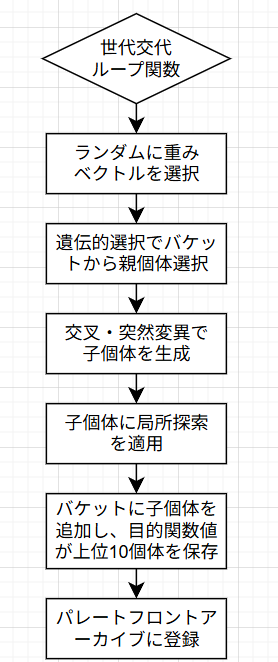 世代交代
ループ関数
ランダムに重み
ベクトルを選択
遺伝的選択でバケッ
トから親個体選択
交叉・突然変異で
子個体を生成
子個体に局所探索
を適用
バケットに子個体を
追加し、目的関数値
が上位10個体を保存
パレートフロントア
ーカイブに登録